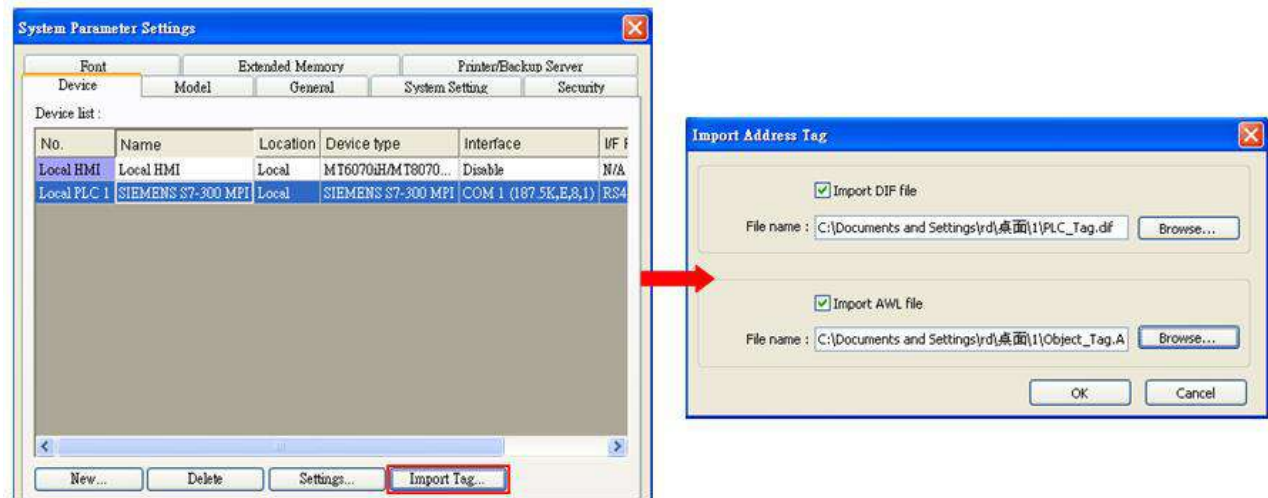 System Parameter Settings
Font Extended Memory Printer/Backup Server
Device Model General System Setting Security
Device list :
No. Name Location Device type Interface I/F
Local HMI Local HMI Local MT6070iH/MT8070... Disable N/A
Local PLC 1 SIEMENS S7-300 MPI Local SIEMENS S7-300 MPI COM 1 (187.5K,E,8,1) RS4
New... Delete Settings... Import Tag...
Import Address Tag
Import DIF file
File name : C:\Documents and Settings\rd\桌面\1\PLC_Tag.dif Browse...
Import AWL file
File name : C:\Documents and Settings\rd\桌面\1\Object_Tag.A Browse...
OK Cancel